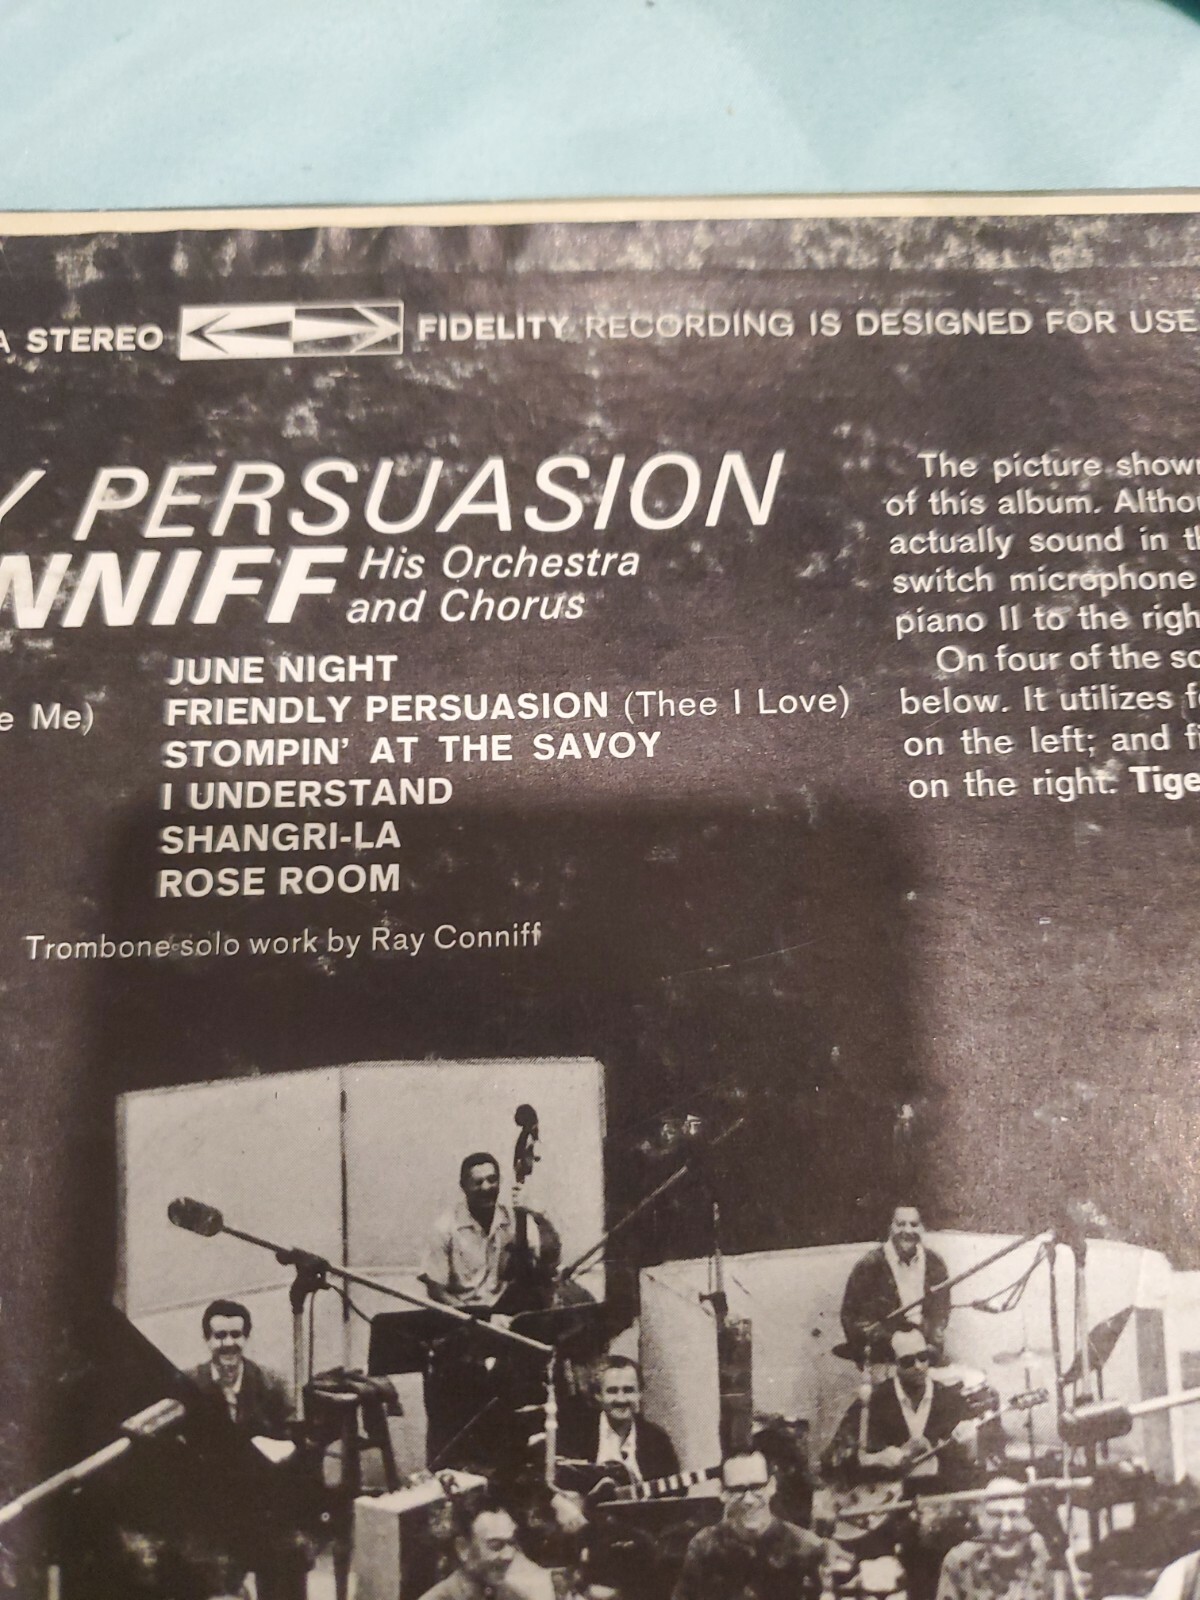 A STEREO FIDELITY RECORDING IS DESIGNED FOR USE
Y PERSUASION
NNIFF His Orchestra
and Chorus
e Me)
JUNE NIGHT
FRIENDLY PERSUASION (Thee I Love)
STOMPIN' AT THE SAVOY
I UNDERSTAND
SHANGRI-LA
ROSE ROOM
Trombone solo work by Ray Conniff
The picture shown
of this album. Altho
actually sound in th
switch microphone
piano II to the righ
On four of the so
below. It utilizes f
on the left; and fi
on the right. Tige